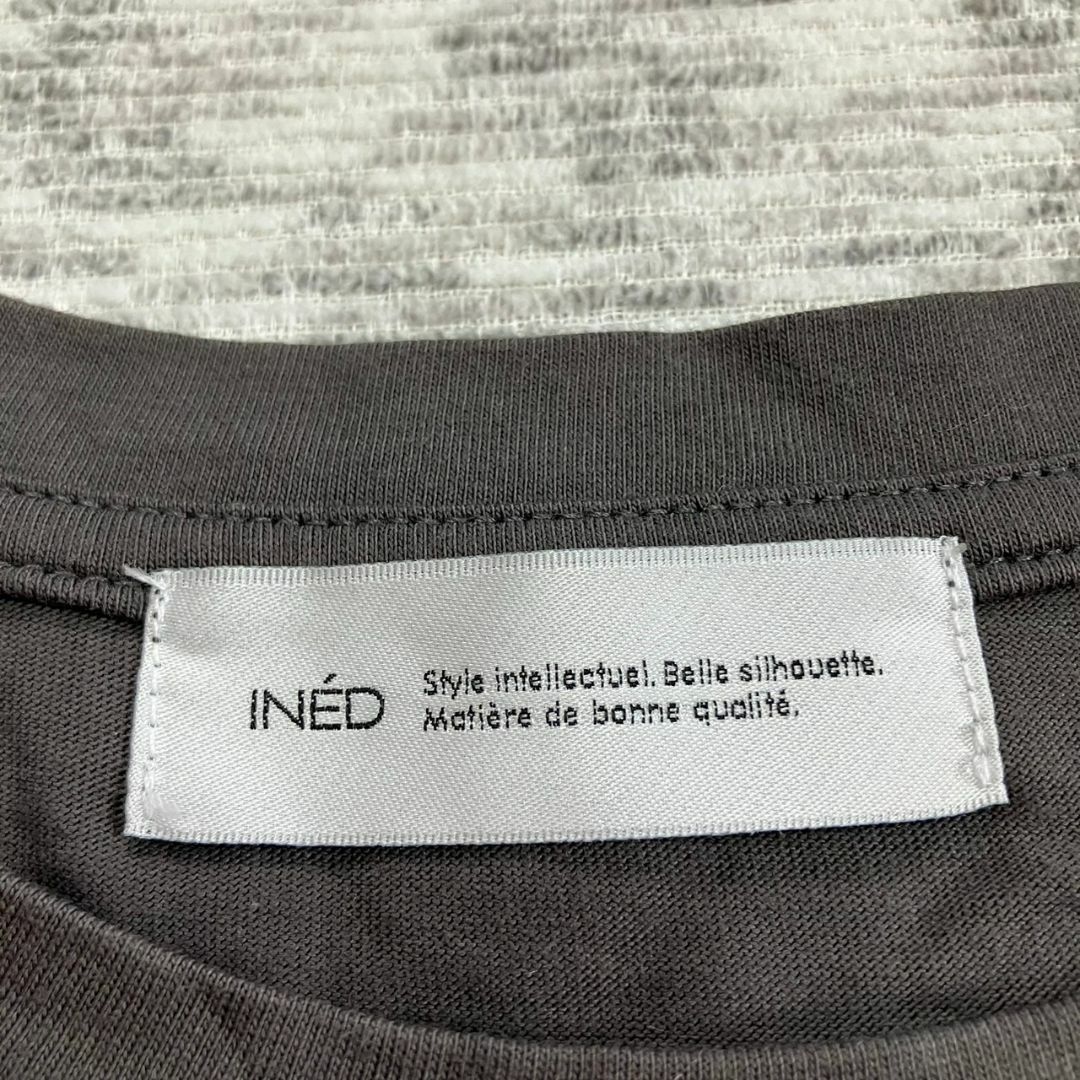 INÉD
Style intellectuel. Belle silhouette.
Matière de bonne qualité.